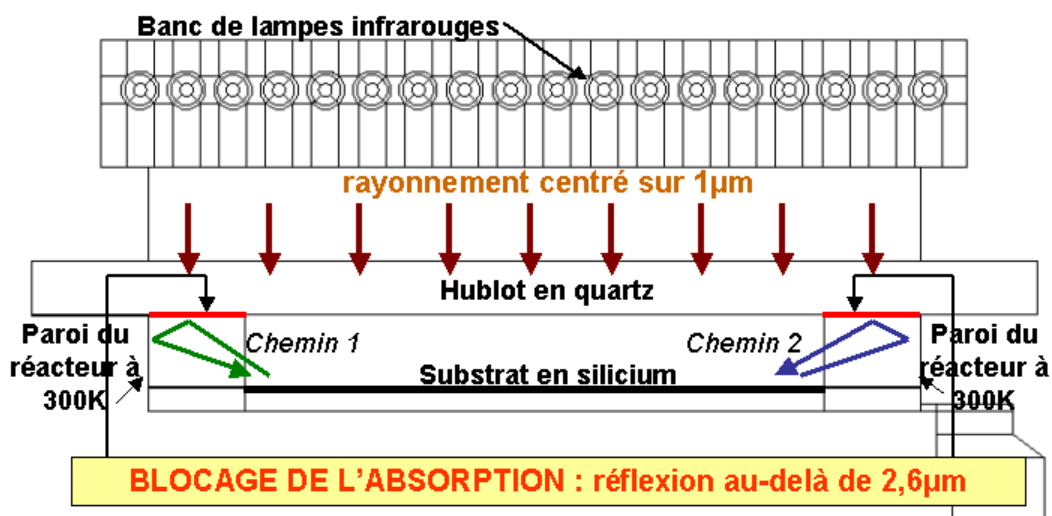 Banc de lampes infrarouges
rayonnement centré sur 1µm
Hublot en quartz
Paroi du
réacteur à
300K
Chemin 1
Chemin 2
Paroi du
réacteur à
300K
Substrat en silicium
BLOCAGE DE L'ABSORPTION : réflexion au-delà de 2,6µm